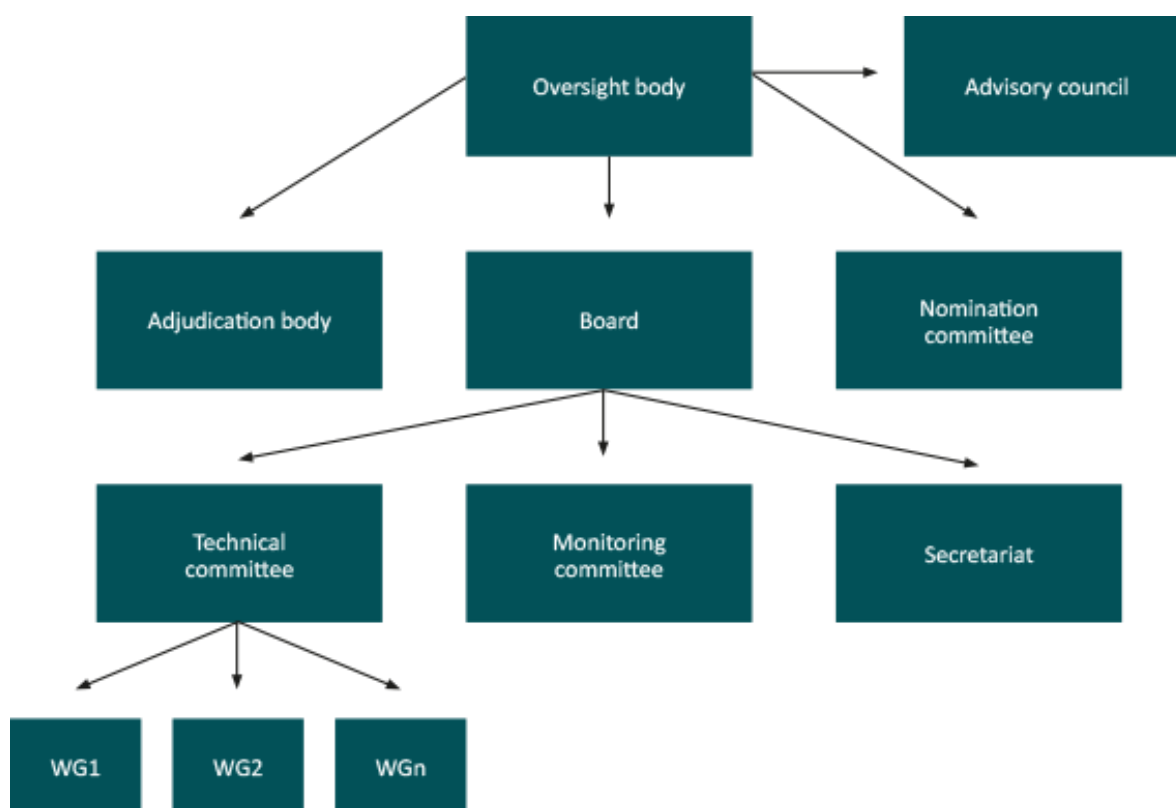 Oversight body
Advisory council
Adjudication body
Board
Nomination
committee
Technical
committee
Monitoring
committee
Secretariat
WG1
WG2
WGn